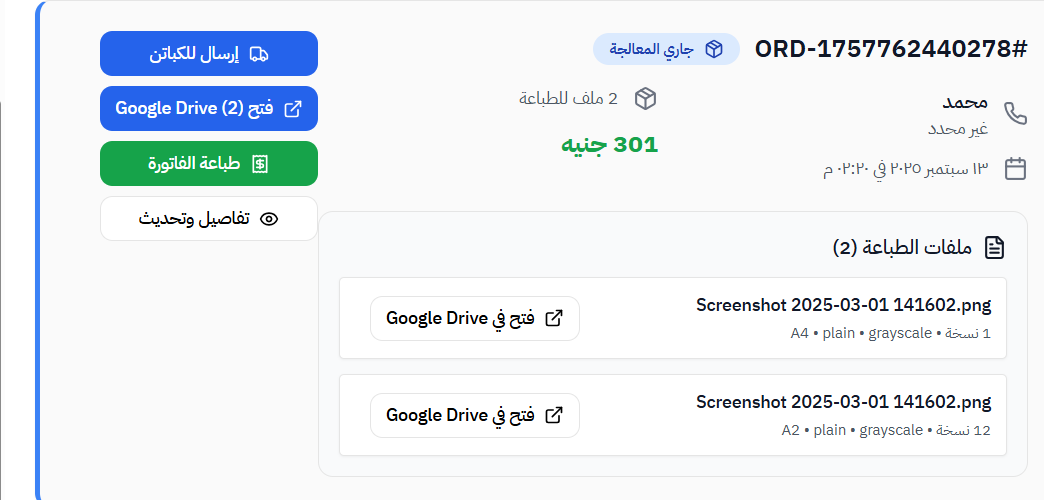 ORD-1757762440278#
جاري المعالجة
محمد
غير محدد
١٣ سبتمبر ٢٠٢٥ في ٠٢:٢٠ م
2 ملف للطباعة
301 جنيه
إرسال للكباتن
فتح Google Drive (2)
طباعة الفاتورة
تفاصيل وتحديث
ملفات الطباعة (2)
Screenshot 2025-03-01 141602.png
A4 • plain • grayscale • 1 نسخة
فتح في Google Drive
Screenshot 2025-03-01 141602.png
A2 • plain • grayscale • 12 نسخة
فتح في Google Drive